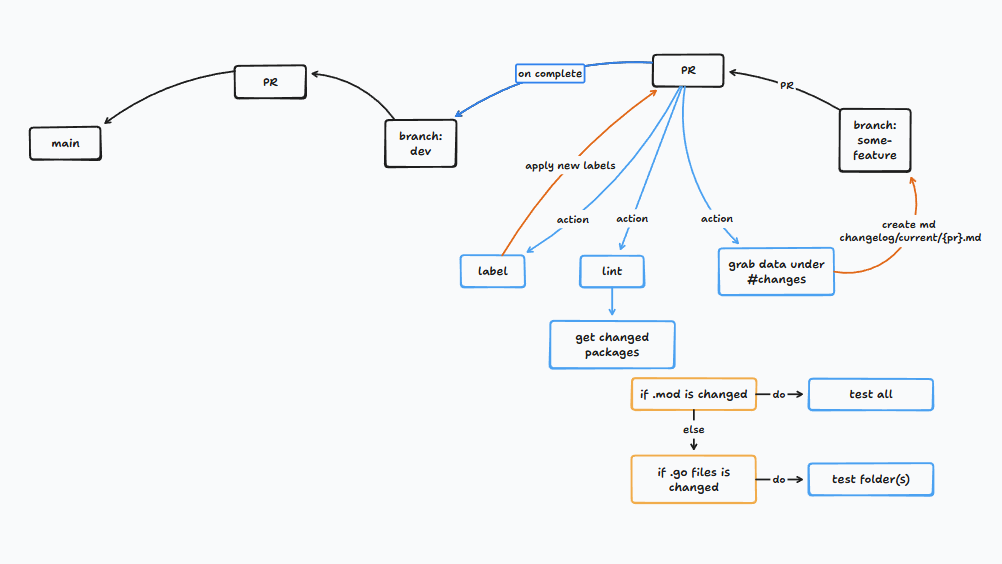 PR
on complete
PR
PR
main
branch:
dev
branch:
some-
feature
apply new labels
action
action
action
create md
changelog/current/{pr}.md
label
lint
grab data under
#changes
get changed
packages
if .mod is changed
do
test all
else
if .go files is
changed
do
test folder(s)